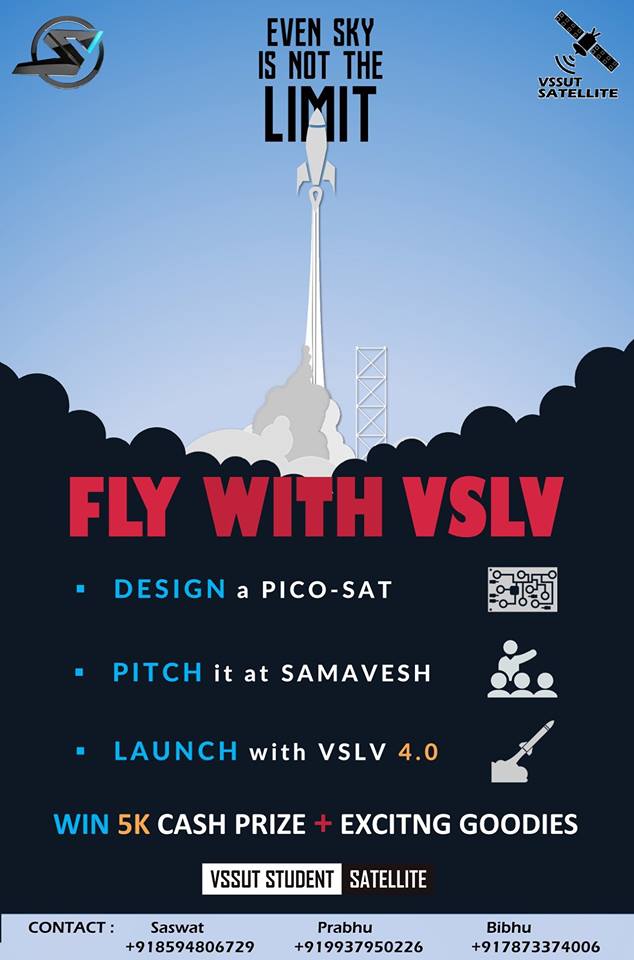 EVEN SKY
IS NOT THE
LIMIT
VSSUT
SATELLITE
FLY WITH VSLV
▪ DESIGN a PICO-SAT
▪ PITCH it at SAMAVESH
▪ LAUNCH with VSLV 4.0
WIN 5K CASH PRIZE + EXCITNG GOODIES
VSSUT STUDENT SATELLITE
CONTACT : Saswat Prabhu Bibhu
+918594806729 +919937950226 +917873374006